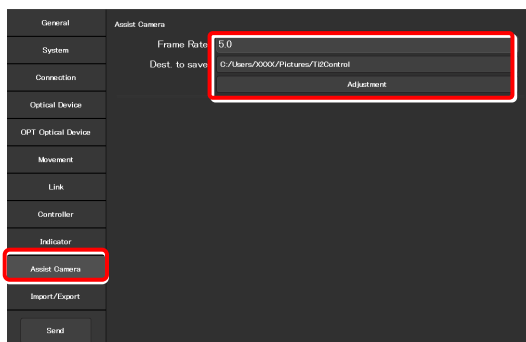 General
System
Connection
Optical Device
OPT Optical Device
Movement
Link
Controller
Indicator
Assist Camera
Import/Export
Send
Assist Camera
Frame Rate 5.0
Dest. to save C:/Users/XXXX/Pictures/Ti2Control
Adjustment